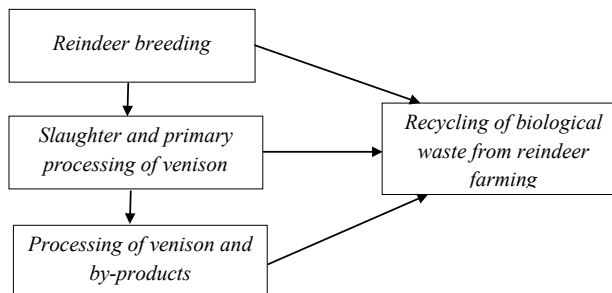 Reindeer breeding
Slaughter and primary
processing of venison
Processing of venison and
by-products
Recycling of biological
waste from reindeer
farming